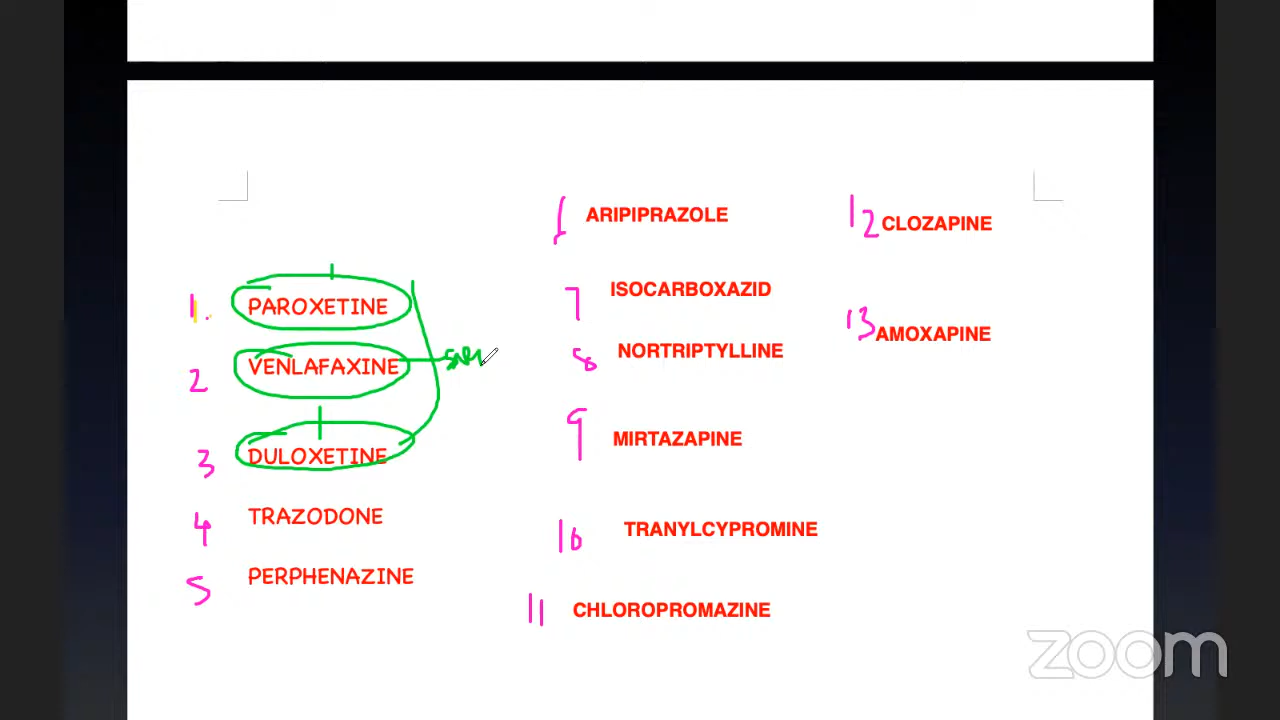 1. PAROXETINE
2 VENLAFAXINE
3 DULOXETINE
4 TRAZODONE
5 PERPHENAZINE
ARIPIPRAZOLE
7 ISOCARBOXAZID
8 NORTRIPTYLLINE
9 MIRTAZAPINE
10 TRANYLCYPROMINE
11 CHLOROPROMAZINE
12 CLOZAPINE
13 AMOXAPINE
zoom